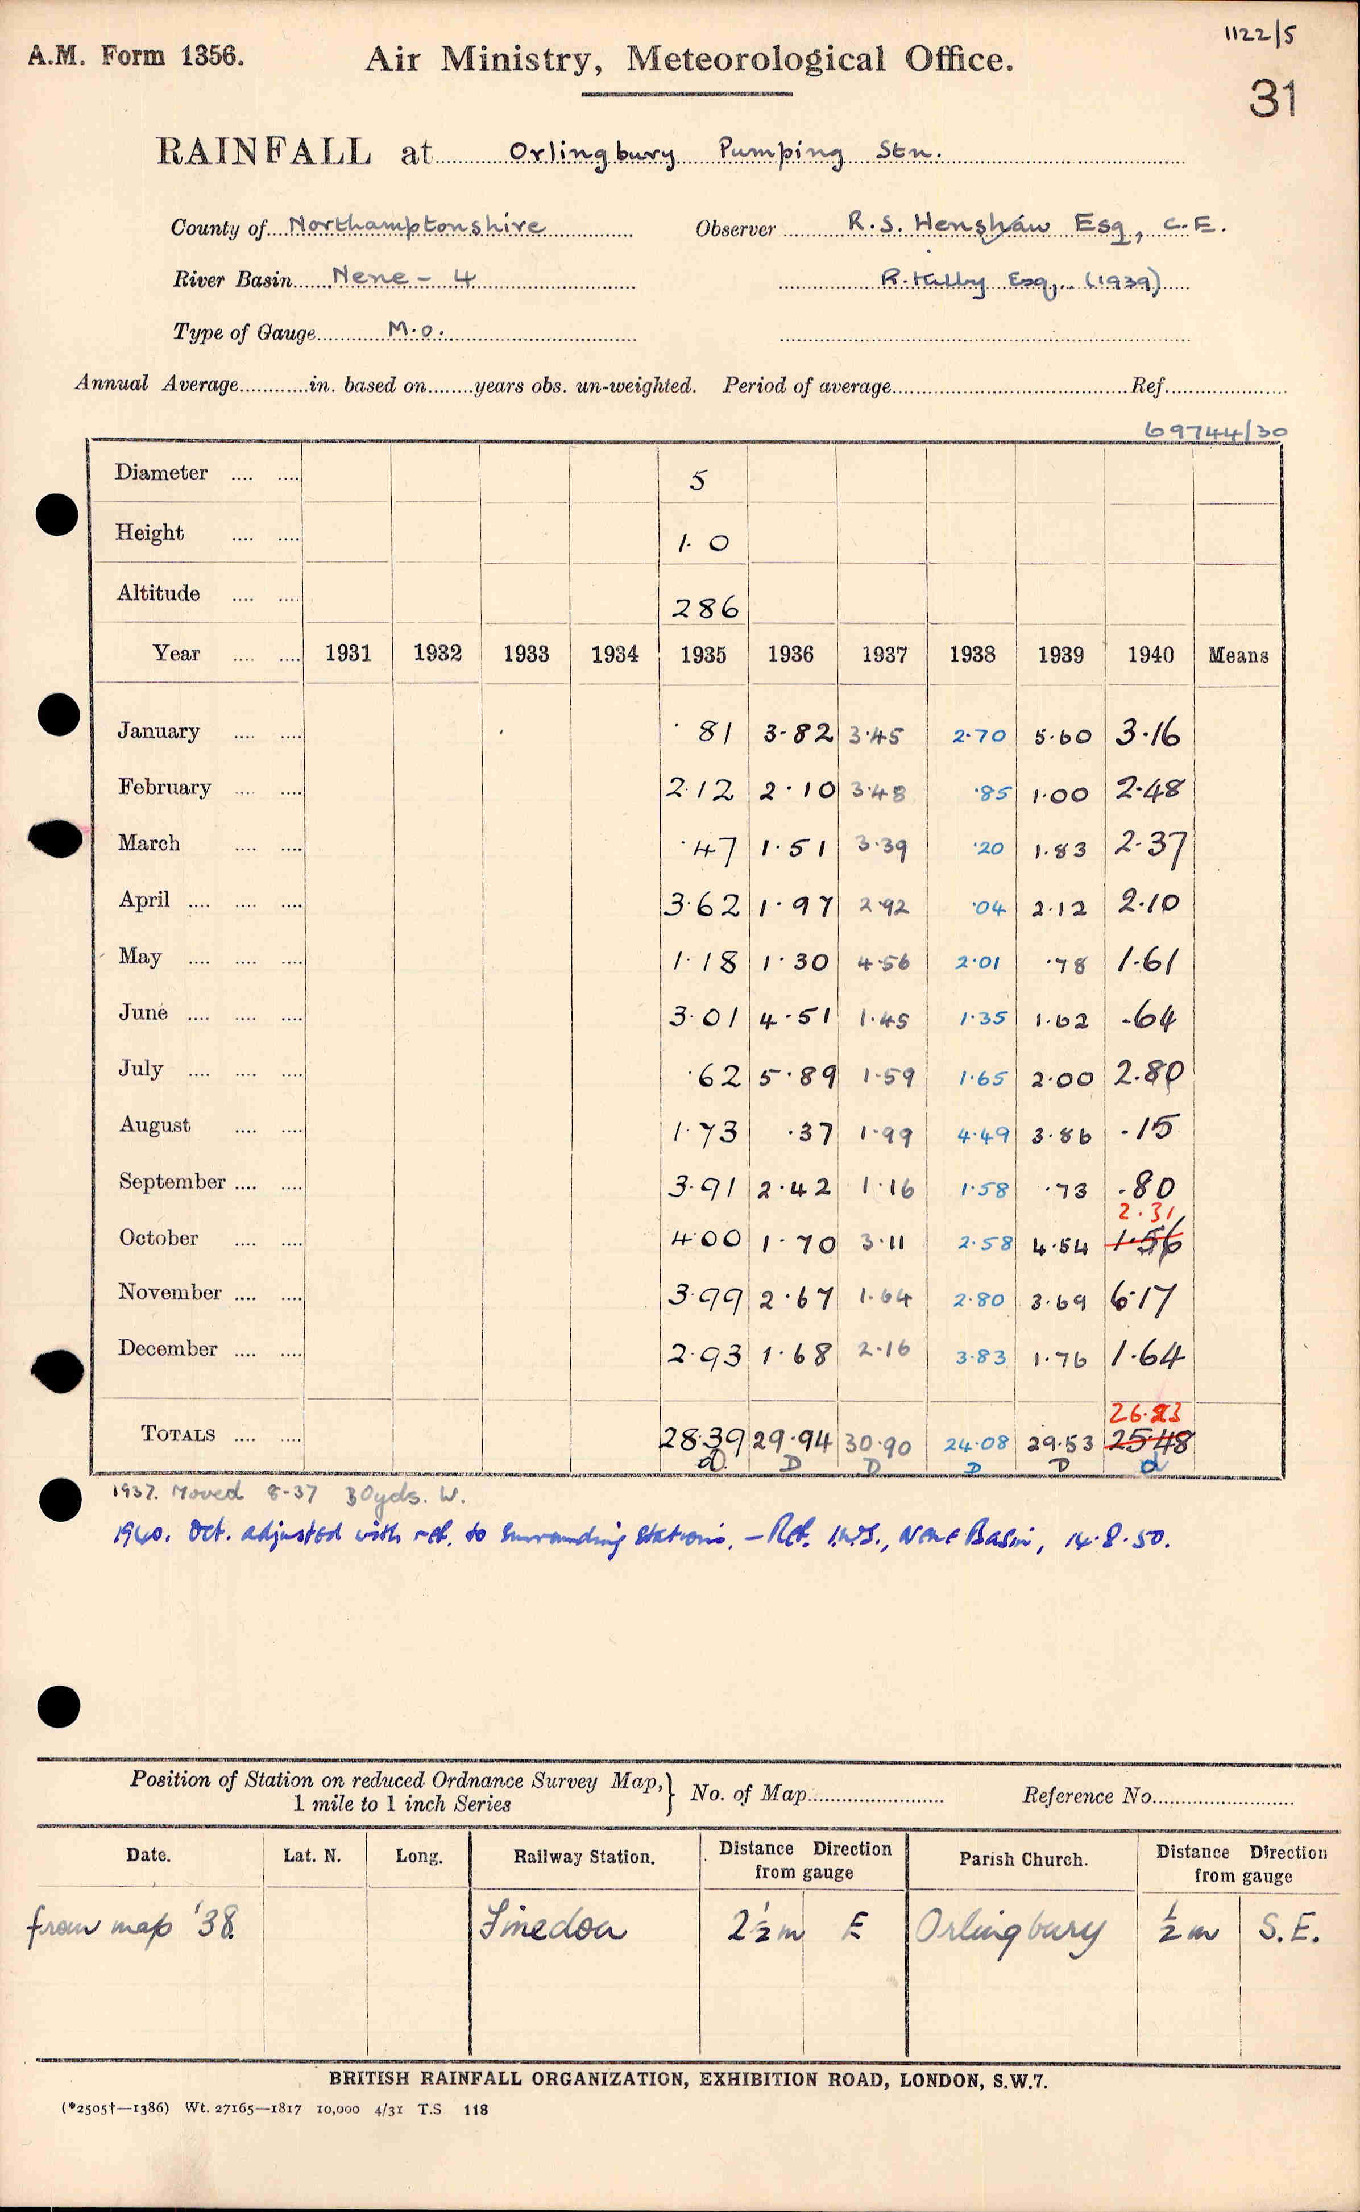 1122/5
A.M. Form 1356. Air Ministry, Meteorological Office.
31
RAINFALL at Orlingbury Pumping Stn.
County of Northamptonshire Observer R.S. Henshaw Esq, C.E.
River Basin Nene - 4 R. Kilby Esq, (1939)
Type of Gauge M.O.
Annual Average in. based on years obs. un-weighted. Period of average Ref.
69744/30
Diameter 5
Height 1.0
Altitude 286
Year 1931 1932 1933 1934 1935 1936 1937 1938 1939 1940 Means
January .81 3.82 3.45 2.70 5.60 3.16
February 2.12 2.10 3.48 .85 1.00 2.48
March .47 1.51 3.39 .20 1.83 2.37
April 3.62 1.97 2.92 .04 2.12 2.10
May 1.18 1.30 4.56 2.01 .78 1.61
June 3.01 4.51 1.45 1.35 1.62 .64
July .62 5.89 1.59 1.65 2.00 2.80
August 1.73 .37 1.99 4.49 3.86 .15
September 3.91 2.42 1.16 1.58 .73 .80
2.31
October 4.00 1.70 3.11 2.58 4.54 1.56
November 3.99 2.67 1.64 2.80 3.69 6.17
December 2.93 1.68 2.16 3.83 1.76 1.64
26.23
TOTALS 28.39 29.94 30.90 24.08 29.53 25.48
D D D D D d
1937. Moved 8-37 30yds. W.
1940. Oct. adjusted with ref. to surrounding stations. - Ref. Nene Basin, 14.8.50.
Position of Station on reduced Ordnance Survey Map, } No. of Map Reference No.
1 mile to 1 inch Series
Date. Lat. N. Long. Railway Station. Distance Direction from gauge Parish Church. Distance Direction from gauge
from map '38. Finedon 2½m E Orlingbury ½m S.E.
BRITISH RAINFALL ORGANIZATION, EXHIBITION ROAD, LONDON, S.W.7.
(*2505†—1386) Wt. 27165—1817 10,000 4/31 T.S 118